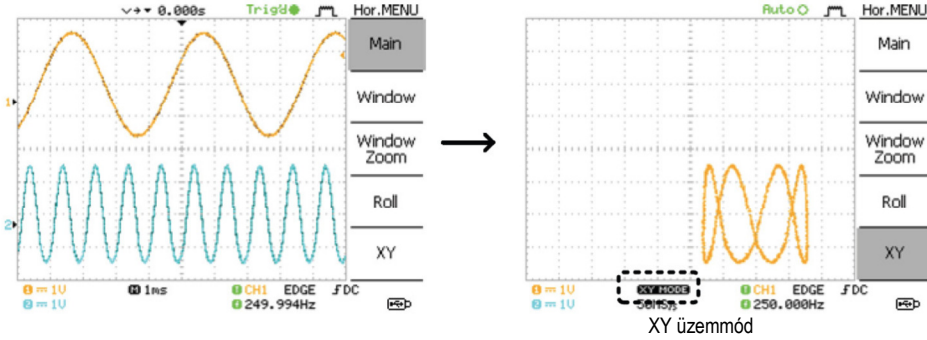 0.000s Trig'd Hor.MENU
Main
Window
Window
Zoom
Roll
XY
1
2
1 1V 1ms CH1 EDGE DC
2 1V 249.994Hz
Auto Hor.MENU
Main
Window
Window
Zoom
Roll
XY
1 1V XY MODE CH1 EDGE DC
2 1V 250.000Hz
XY üzemmód